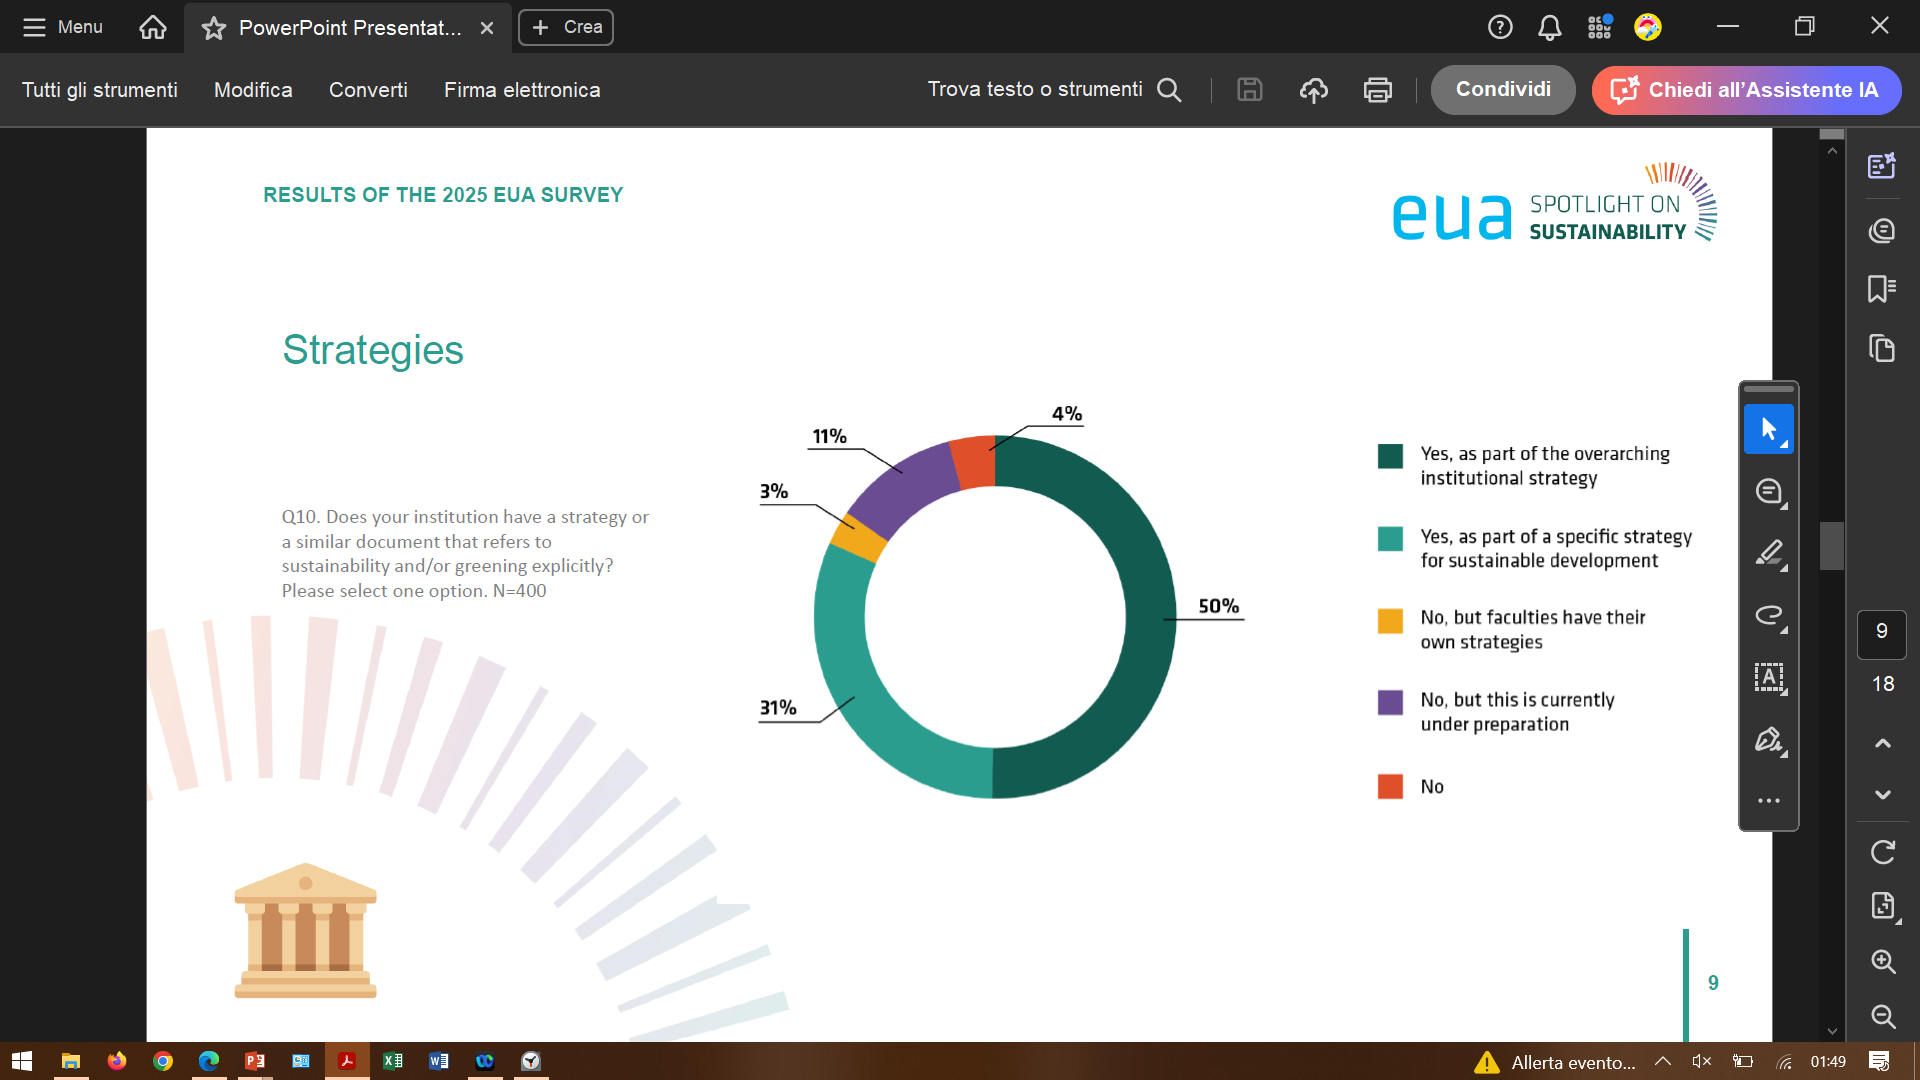 Menu
PowerPoint Presentat...
Crea
Tutti gli strumenti
Modifica
Converti
Firma elettronica
Trova testo o strumenti
Condividi
Chiedi all'Assistente IA
RESULTS OF THE 2025 EUA SURVEY
eua
SPOTLIGHT ON
SUSTAINABILITY
Strategies
Q10. Does your institution have a strategy or
a similar document that refers to
sustainability and/or greening explicitly?
Please select one option. N=400
4%
11%
3%
50%
31%
Yes, as part of the overarching
institutional strategy
Yes, as part of a specific strategy
for sustainable development
No, but faculties have their
own strategies
No, but this is currently
under preparation
No
9
9
18
Allerta evento...
01:49